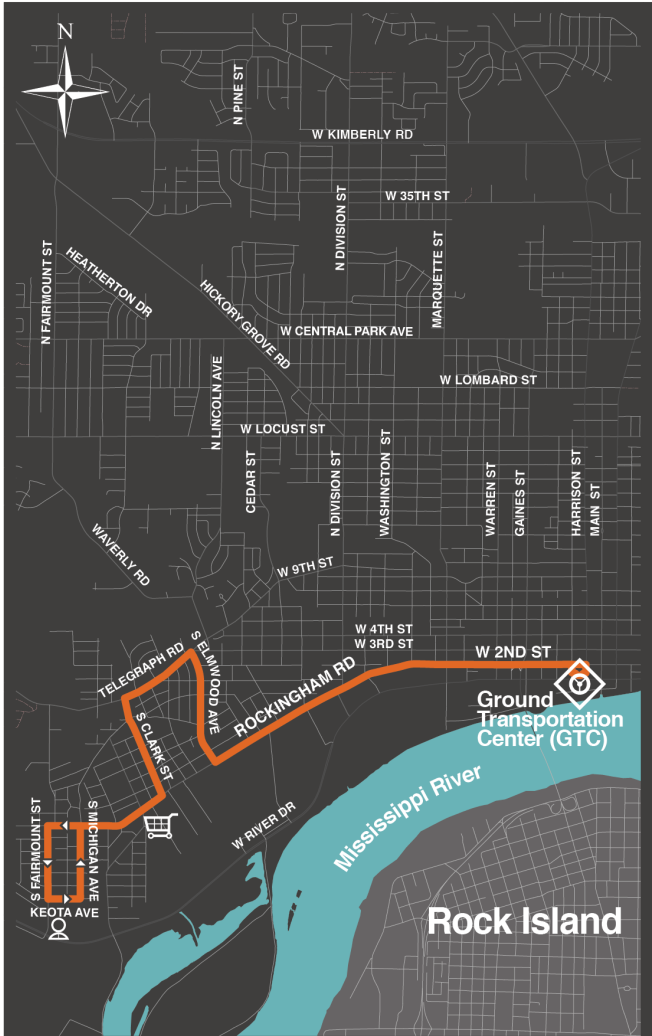 N
N PINE ST
W KIMBERLY RD
W 35TH ST
N DIVISION ST
MARQUETTE ST
N FAIRMOUNT ST
HEATHERTON DR
HICKORY GROVE RD
W CENTRAL PARK AVE
W LOMBARD ST
N LINCOLN AVE
W LOCUST ST
CEDAR ST
N DIVISION ST
WASHINGTON ST
WARREN ST
GAINES ST
HARRISON ST
MAIN ST
WAVERLY RD
W 9TH ST
W 4TH ST
W 3RD ST
W 2ND ST
TELEGRAPH RD
S ELMWOOD AVE
ROCKINGHAM RD
S CLARK ST
Ground
Transportation
Center (GTC)
Mississippi River
W RIVER DR
S FAIRMOUNT ST
S MICHIGAN AVE
KEOTA AVE
Rock Island